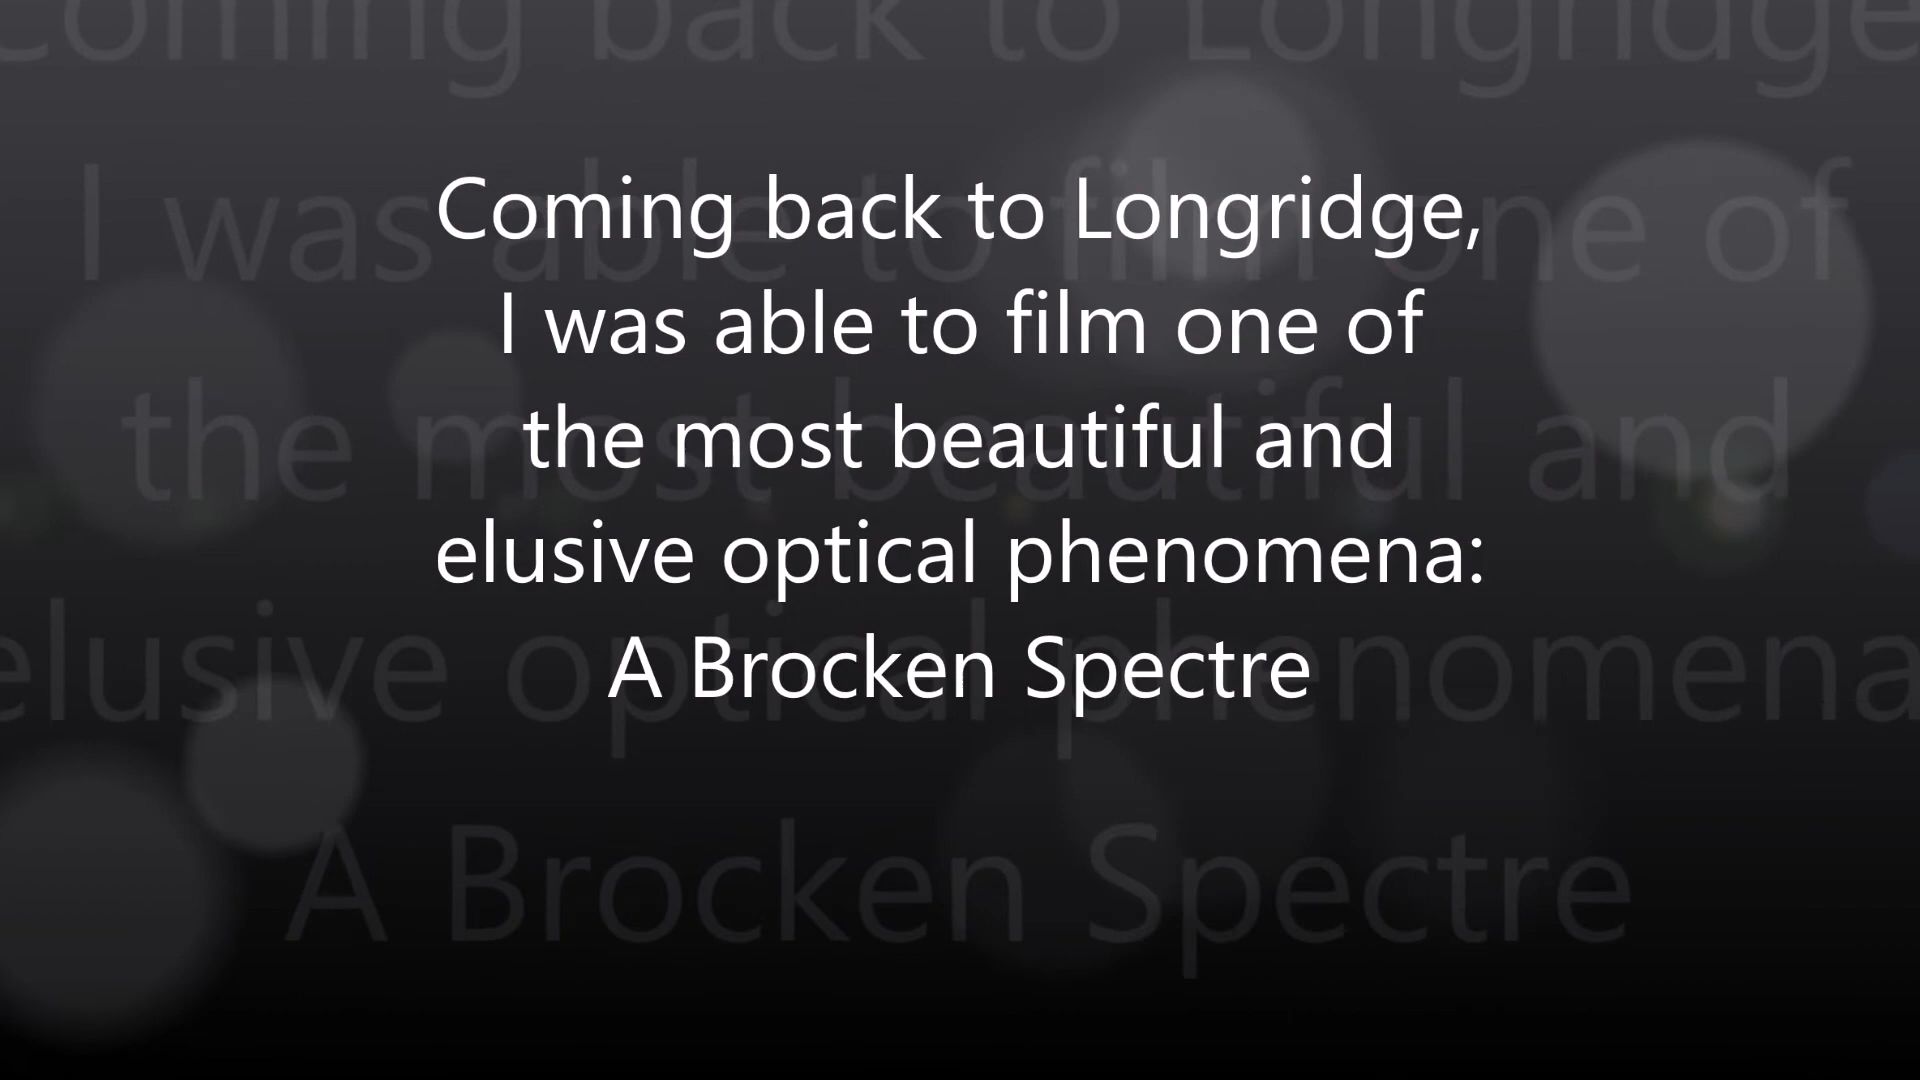 Coming back to Longridge,
I was able to film one of
the most beautiful and
elusive optical phenomena:
A Brocken Spectre